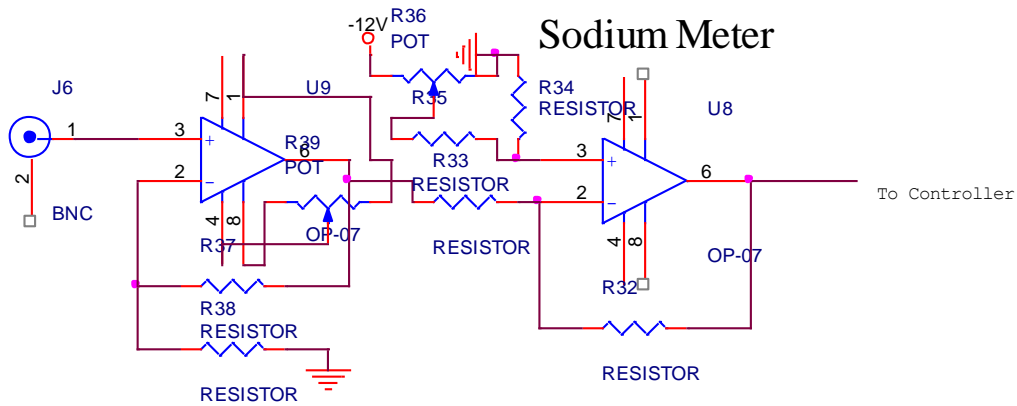 Sodium Meter
-12V
R36
POT
J6
U9
R35
R34
RESISTOR
U8
7
1
7
1
1
3
+
R39
6
POT
R33
RESISTOR
3
+
6
To Controller
2
2
−
2
−
BNC
4
8
R37
OP-07
RESISTOR
4
8
OP-07
R32
R38
RESISTOR
RESISTOR
RESISTOR